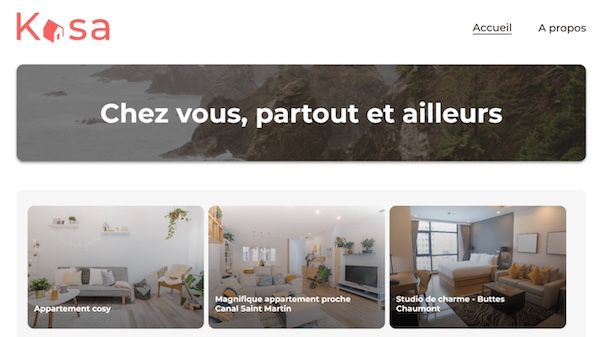 Kasa
Accueil
A propos
Chez vous, partout et ailleurs
Appartement cosy
Magnifique appartement proche
Canal Saint Martin
Studio de charme - Buttes
Chaumont